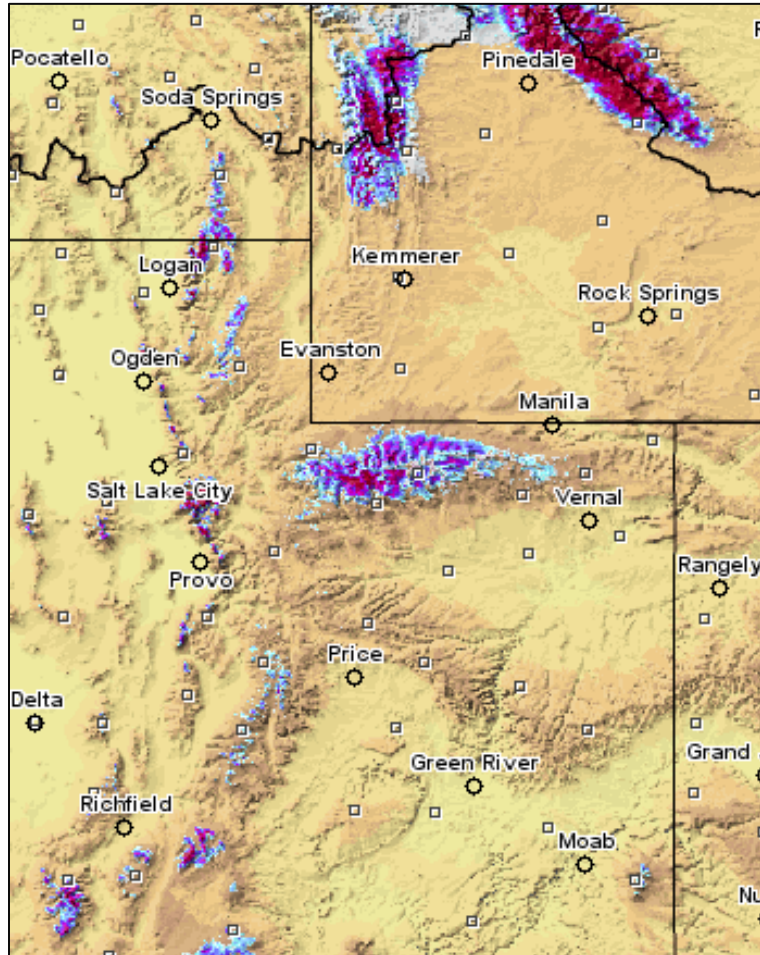 Pocatello
Pinedale
Soda Springs
Kemmerer
Logan
Rock Springs
Evanston
Ogden
Manila
Salt Lake City
Vernal
Provo
Rangely
Price
Delta
Grand
Green River
Richfield
Moab
Nu